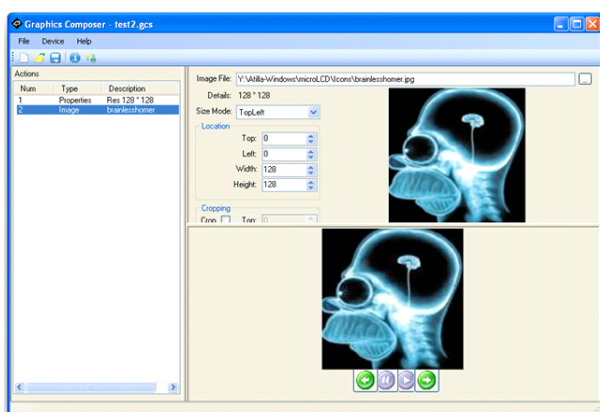 Graphics Composer - test2.gcs
File Device Help
Actions
Num Type Description
1 Properties Res 128 * 128
2 Image brainlesshomer
Image File: Y:\Atilla-Windows\microLCD\Icons\brainlesshomer.jpg ...
Details: 128 * 128
Size Mode: TopLeft
Location
Top: 0
Left: 0
Width: 128
Height: 128
Cropping
Crop Top: 0